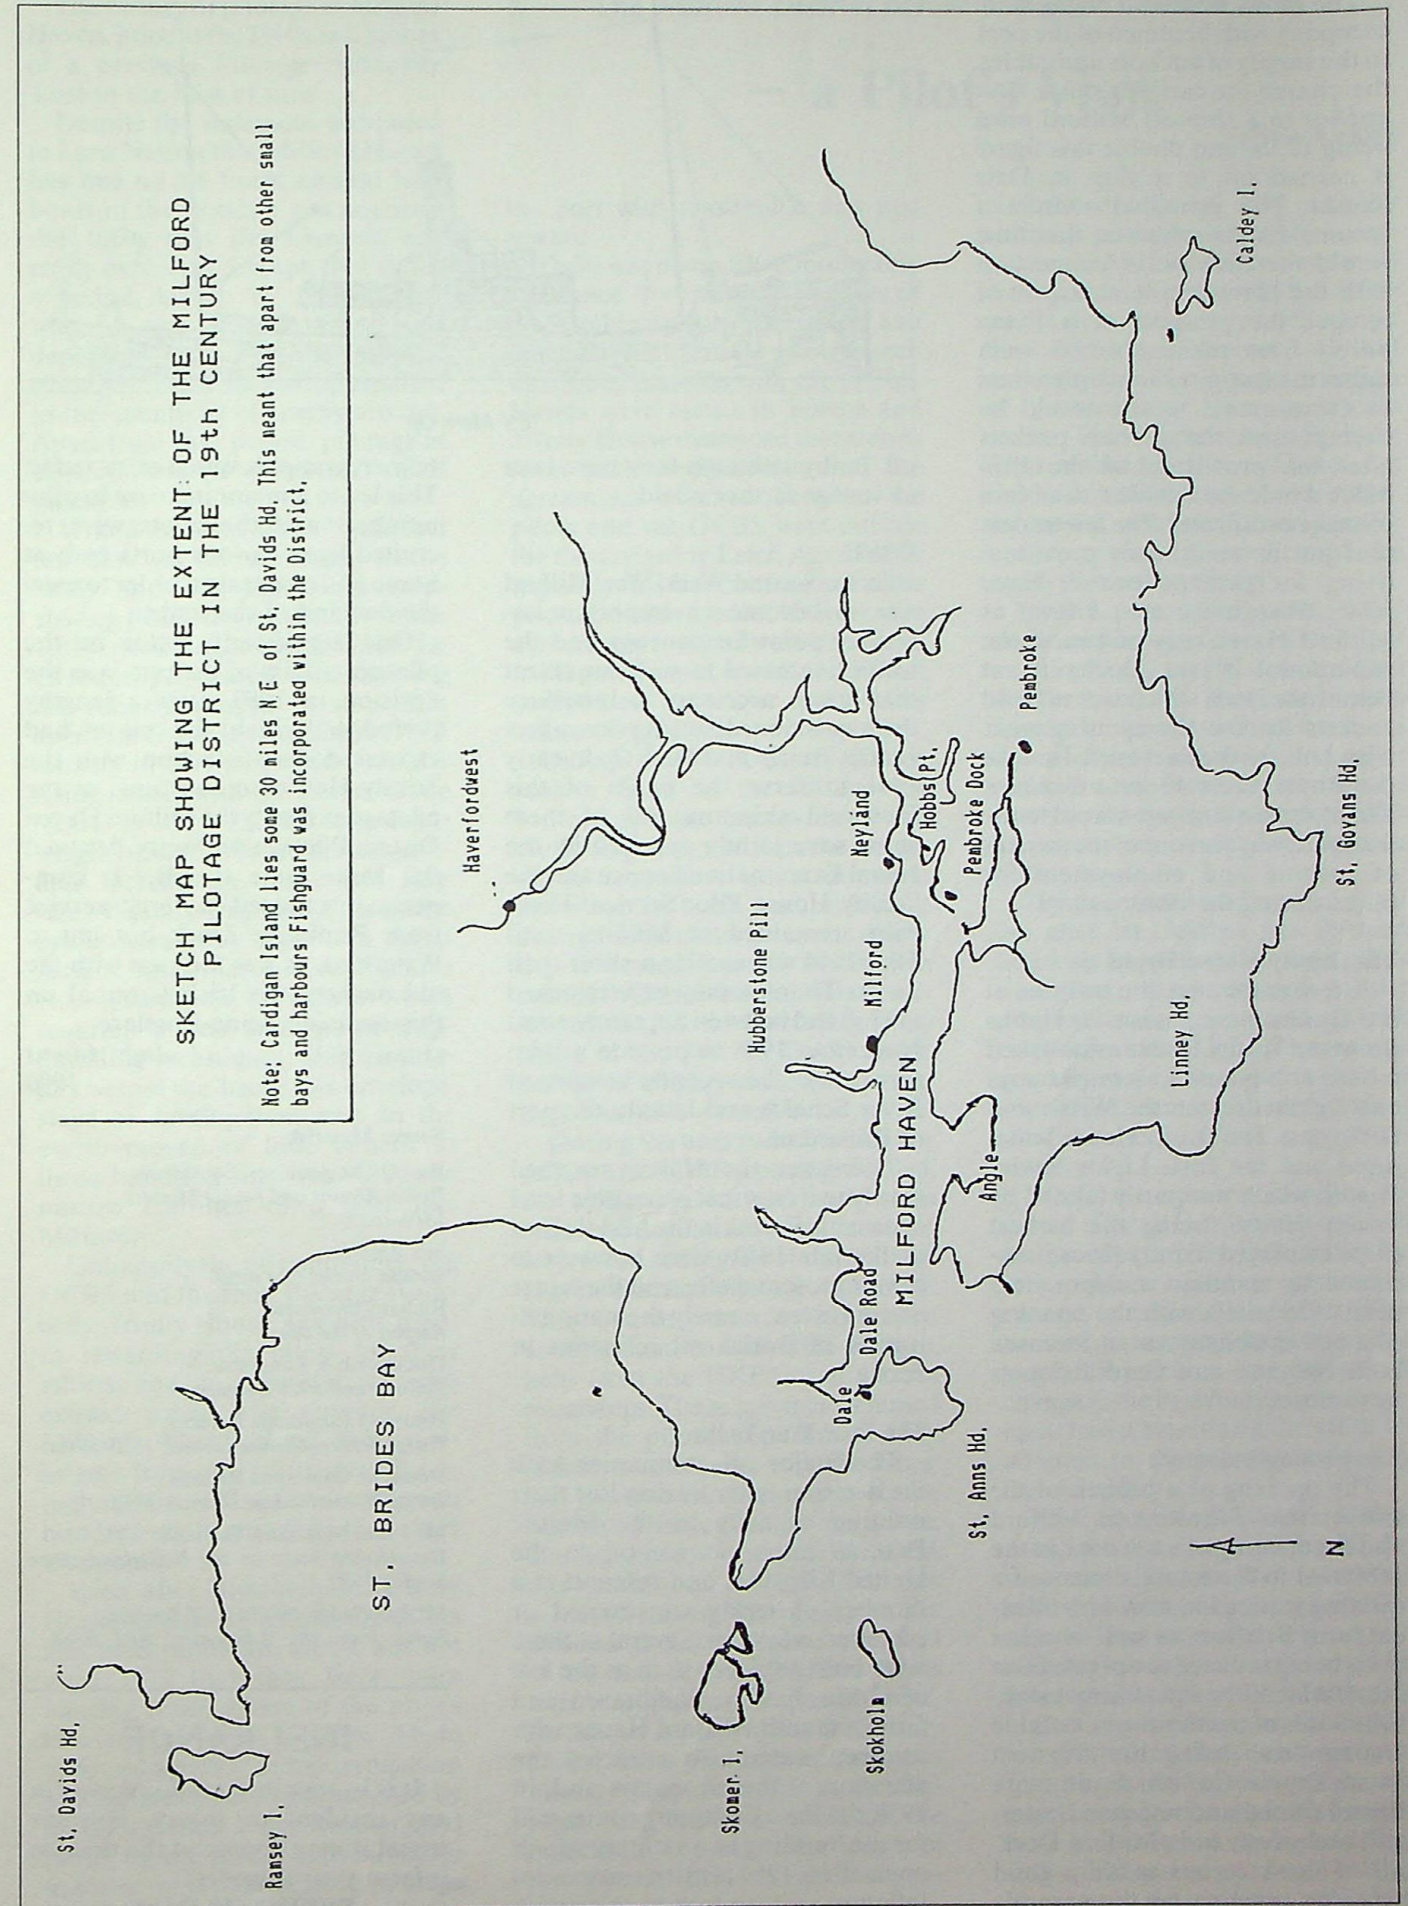 SKETCH MAP SHOWING THE EXTENT OF THE MILFORD
PILOTAGE DISTRICT IN THE 19th CENTURY
Note; Cardigan Island lies some 30 miles N E of St, Davids Hd, This meant that apart from other small
bays and harbours Fishguard was incorporated within the District,
St, Davids Hd,
Ramsey I,
ST. BRIDES BAY
Haverfordwest
Skomer I,
Skokholm
Dale
Dale Road
St, Anns Hd,
MILFORD HAVEN
Hubberstone Pill
Milford
Neyland
Hobbs Pt,
Pembroke Dock
Pembroke
Angle
Linney Hd,
St, Govans Hd,
Caldey I,
N